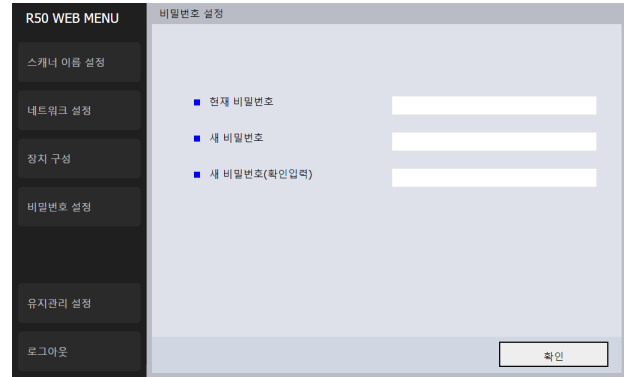 R50 WEB MENU
스캐너 이름 설정
네트워크 설정
장치 구성
비밀번호 설정
유지관리 설정
로그아웃
비밀번호 설정
현재 비밀번호
새 비밀번호
새 비밀번호(확인입력)
확인